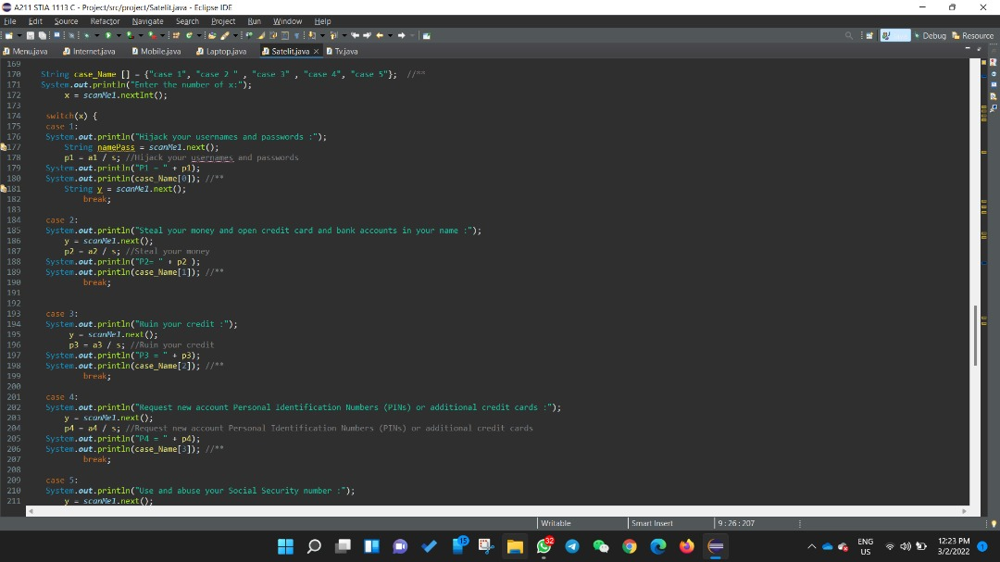 A211 STIA 1113 C - Project/src/project/Satelit.java - Eclipse IDE
File Edit Source Refactor Navigate Search Project Run Window Help
Debug Resource
Menu.java Internet.java Mobile.java Laptop.java Satelit.java Tv.java
169
170 String case_Name [] = {"case 1", "case 2 " , "case 3" , "case 4", "case 5"}; //**
171 System.out.println("Enter the number of x:");
172 x = scanMe1.nextInt();
173
174 switch(x) {
175 case 1:
176 System.out.println("Hijack your usernames and passwords :");
177 String namePass = scanMe1.next();
178 p1 = a1 / s; //Hijack your usernames and passwords
179 System.out.println("P1 = " + p1);
180 System.out.println(case_Name[0]); //**
181 String y = scanMe1.next();
182 break;
183
184 case 2:
185 System.out.println("Steal your money and open credit card and bank accounts in your name :");
186 y = scanMe1.next();
187 p2 = a2 / s; //Steal your money
188 System.out.println("P2= " + p2 );
189 System.out.println(case_Name[1]); //**
190 break;
191
192
193 case 3:
194 System.out.println("Ruin your credit :");
195 y = scanMe1.next();
196 p3 = a3 / s; //Ruin your credit
197 System.out.println("P3 = " + p3);
198 System.out.println(case_Name[2]); //**
199 break;
200
201 case 4:
202 System.out.println("Request new account Personal Identification Numbers (PINs) or additional credit cards :");
203 y = scanMe1.next();
204 p4 = a4 / s; //Request new account Personal Identification Numbers (PINs) or additional credit cards
205 System.out.println("P4 = " + p4);
206 System.out.println(case_Name[3]); //**
207 break;
208
209 case 5:
210 System.out.println("Use and abuse your Social Security number :");
211 y = scanMe1.next();
Writable Smart Insert 9 : 26 : 207
15 32
ENG
US
12:23 PM
3/2/2022
1